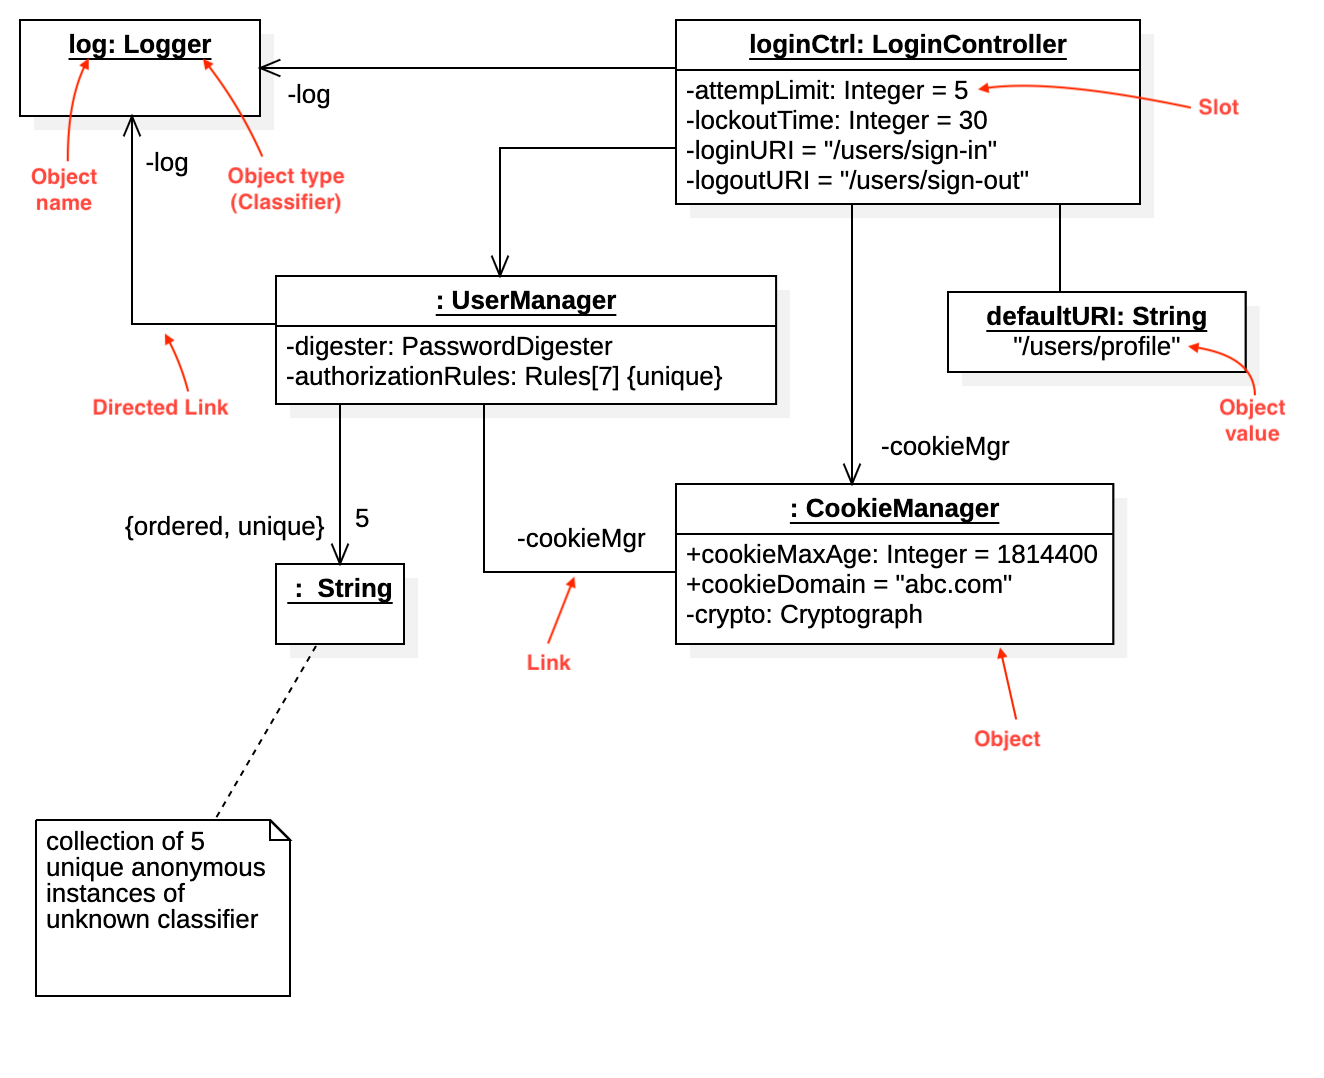 log: Logger
loginCtrl: LoginController
-attempLimit: Integer = 5
-lockoutTime: Integer = 30
-loginURI = "/users/sign-in"
-logoutURI = "/users/sign-out"
-log
Slot
-log
Object
name
Object type
(Classifier)
: UserManager
-digester: PasswordDigester
-authorizationRules: Rules[7] {unique}
defaultURI: String
"/users/profile"
Directed Link
Object
value
-cookieMgr
{ordered, unique}
5
-cookieMgr
: CookieManager
+cookieMaxAge: Integer = 1814400
+cookieDomain = "abc.com"
-crypto: Cryptograph
: String
Link
Object
collection of 5
unique anonymous
instances of
unknown classifier